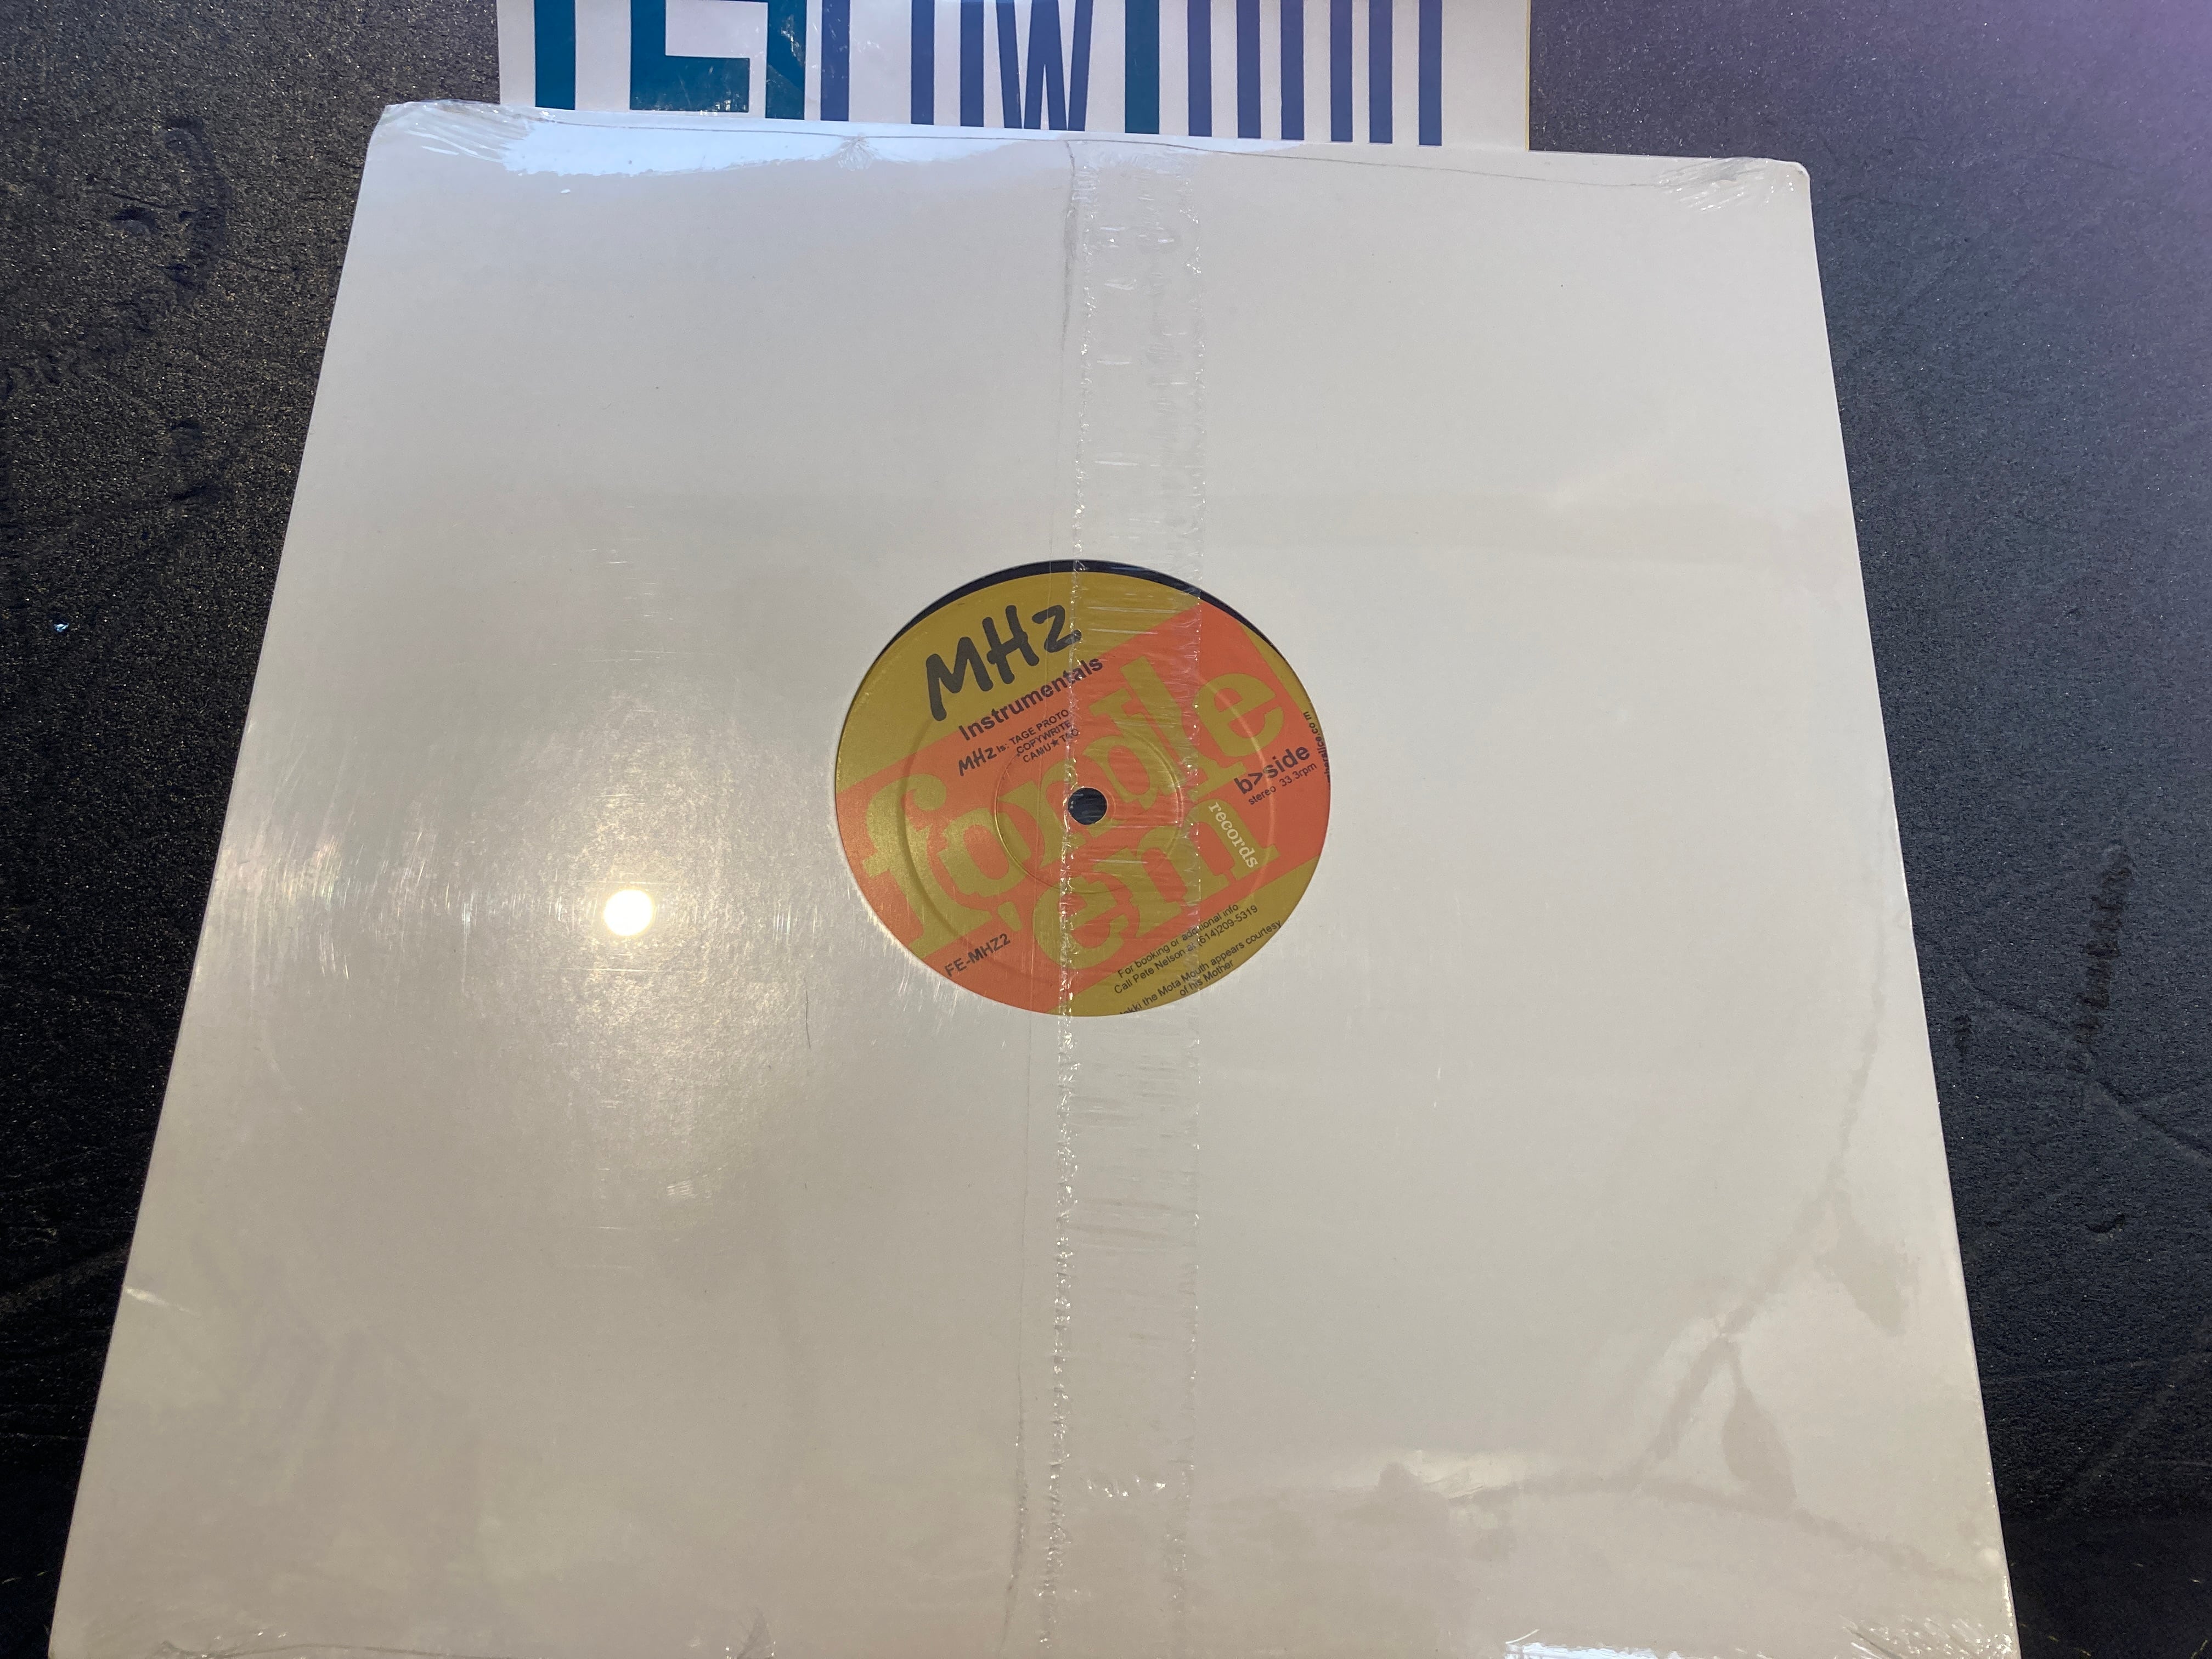 MHz
Instrumentals
MHz is: TAGE PROTO
COPYWRITE
CAMU★TAO
fondle
'em
records
b>side
stereo 33.3rpm
FE-MHZ2
For booking or additional info
Call Pete Nelson at (614)209-5319
the Mota Mouth appears courtesy
of his Mother